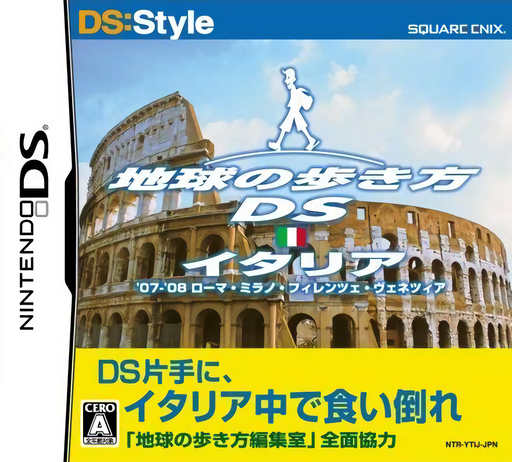 DS:Style
SQUARE ENIX.
NINTENDO DS
地球の歩き方
DS
イタリア
'07-'08 ローマ・ミラノ・フィレンツェ・ヴェネツィア
DS片手に、
イタリア中で食い倒れ
「地球の歩き方編集室」全面協力
CERO
A
全年齢対象
NTR-YTIJ-JPN